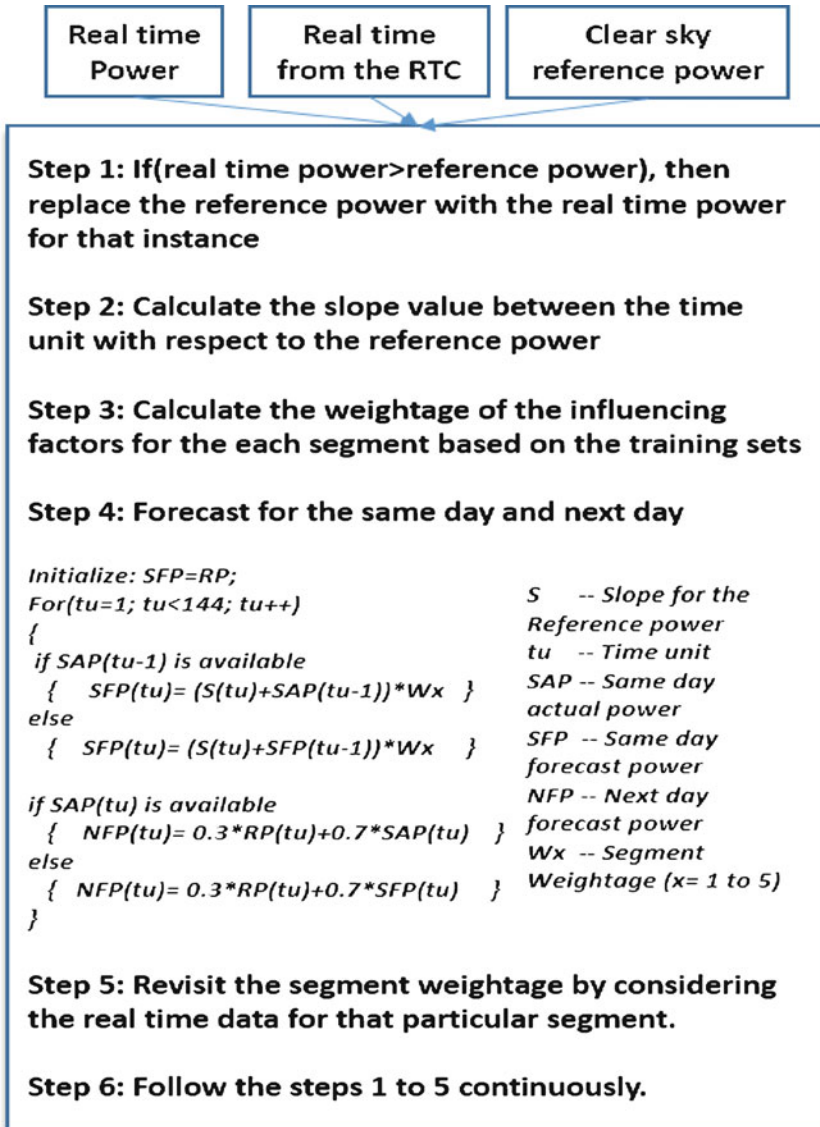 Real time
Power
Real time
from the RTC
Clear sky
reference power
Step 1: If(real time power>reference power), then
replace the reference power with the real time power
for that instance
Step 2: Calculate the slope value between the time
unit with respect to the reference power
Step 3: Calculate the weightage of the influencing
factors for the each segment based on the training sets
Step 4: Forecast for the same day and next day
Initialize: SFP=RP;
For(tu=1; tu<144; tu++)
{
if SAP(tu-1) is available
{ SFP(tu)= (S(tu)+SAP(tu-1))*Wx }
else
{ SFP(tu)= (S(tu)+SFP(tu-1))*Wx }
if SAP(tu) is available
{ NFP(tu)= 0.3*RP(tu)+0.7*SAP(tu) }
else
{ NFP(tu)= 0.3*RP(tu)+0.7*SFP(tu) }
}
S -- Slope for the
Reference power
tu -- Time unit
SAP -- Same day
actual power
SFP -- Same day
forecast power
NFP -- Next day
forecast power
Wx -- Segment
Weightage (x= 1 to 5)
Step 5: Revisit the segment weightage by considering
the real time data for that particular segment.
Step 6: Follow the steps 1 to 5 continuously.